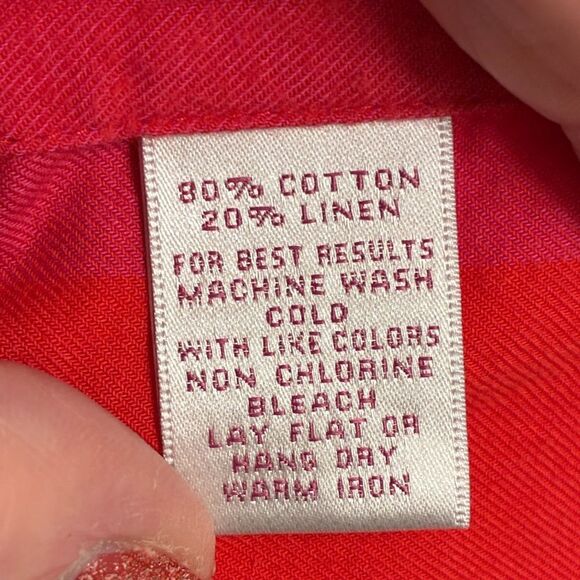 80% COTTON
20% LINEN
FOR BEST RESULTS
MACHINE WASH
COLD
WITH LIKE COLORS
NON CHLORINE
BLEACH
LAY FLAT OR
HANG DRY
WARM IRON